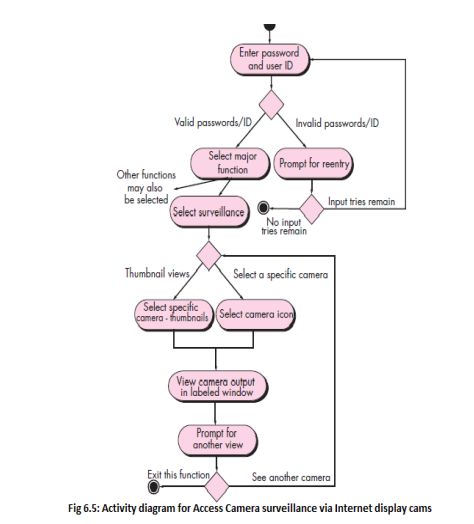 Enter password
and user ID
Valid passwords/ID
Invalid passwords/ID
Select major
function
Prompt for reentry
Other functions
may also
be selected
Input tries remain
Select surveillance
No input
tries remain
Thumbnail views
Select a specific camera
Select specific
camera - thumbnails
Select camera icon
View camera output
in labeled window
Prompt for
another view
Exit this function
See another camera
Fig 6.5: Activity diagram for Access Camera surveillance via Internet display cams